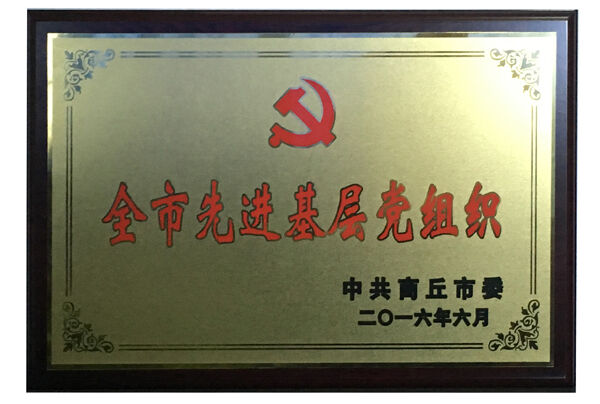 全市先进基层党组织
中共商丘市委
二〇一六年六月